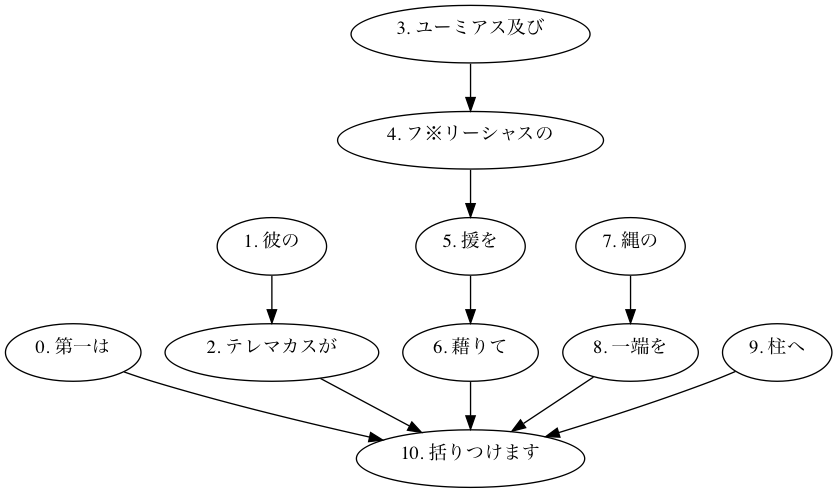 3. ユーミアス及び
4. フ※リーシャスの
1. 彼の
5. 援を
7. 縄の
0. 第一は
2. テレマカスが
6. 藉りて
8. 一端を
9. 柱へ
10. 括りつけます